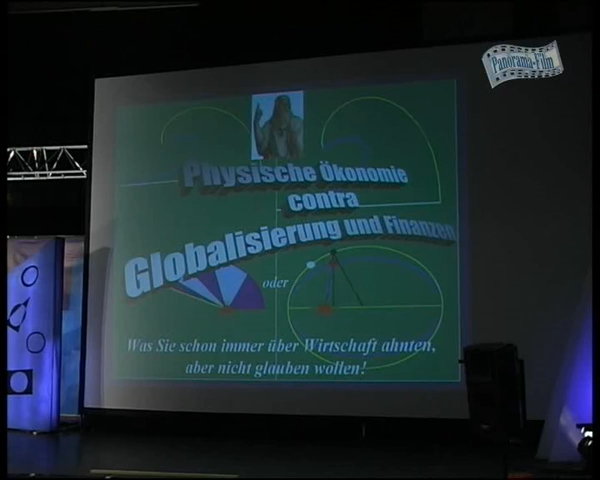 Panorama-Film
Physische Ökonomie
contra
Globalisierung und Finanzen
oder
Was Sie schon immer über Wirtschaft ahnten,
aber nicht glauben wollen!